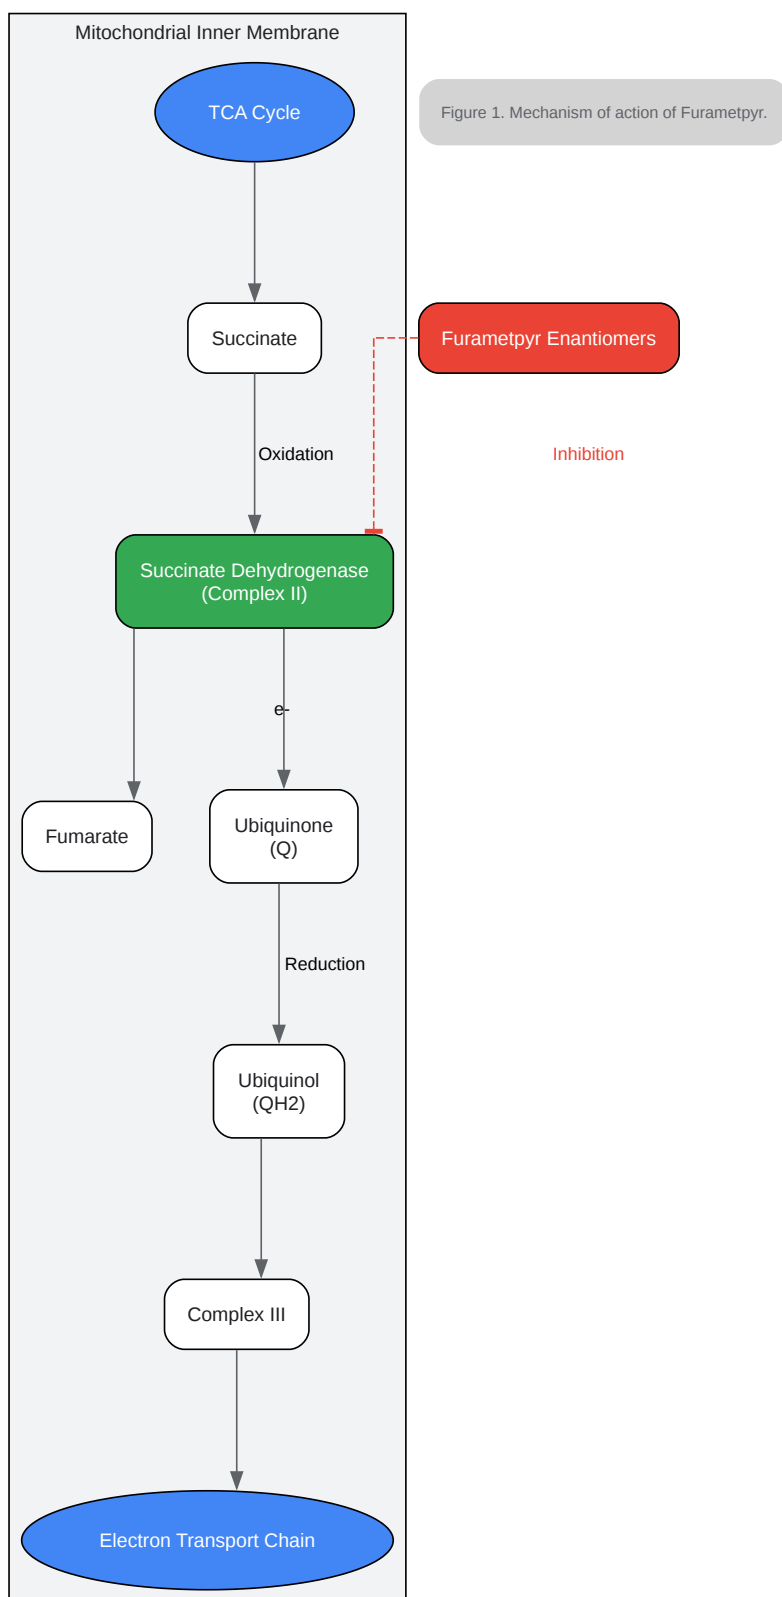 Mitochondrial Inner Membrane
TCA Cycle
Figure 1. Mechanism of action of Furametpyr.
Succinate
Furametpyr Enantiomers
Oxidation
Inhibition
Succinate Dehydrogenase
(Complex II)
e-
Fumarate
Ubiquinone
(Q)
Reduction
Ubiquinol
(QH2)
Complex III
Electron Transport Chain